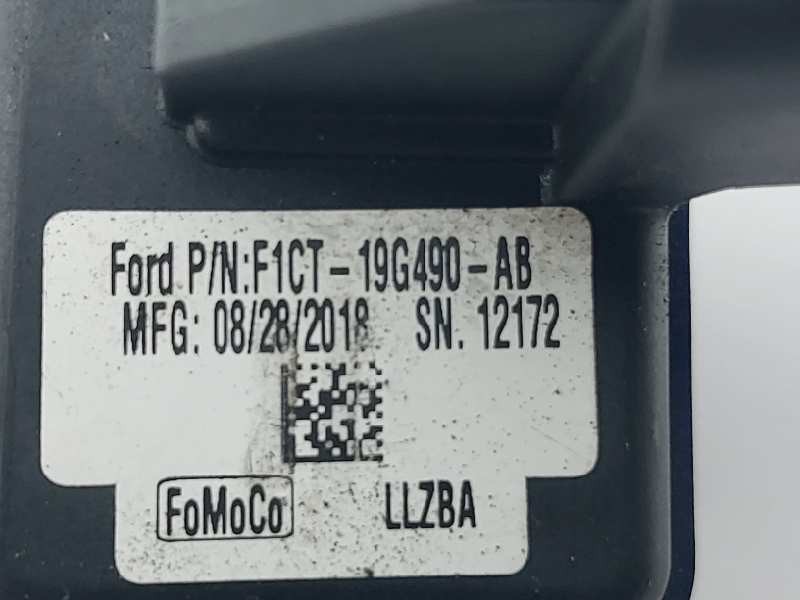 Ford P/N:F1CT-19G490-AB
MFG: 08/28/2018 SN. 12172
FoMoCo LLZBA